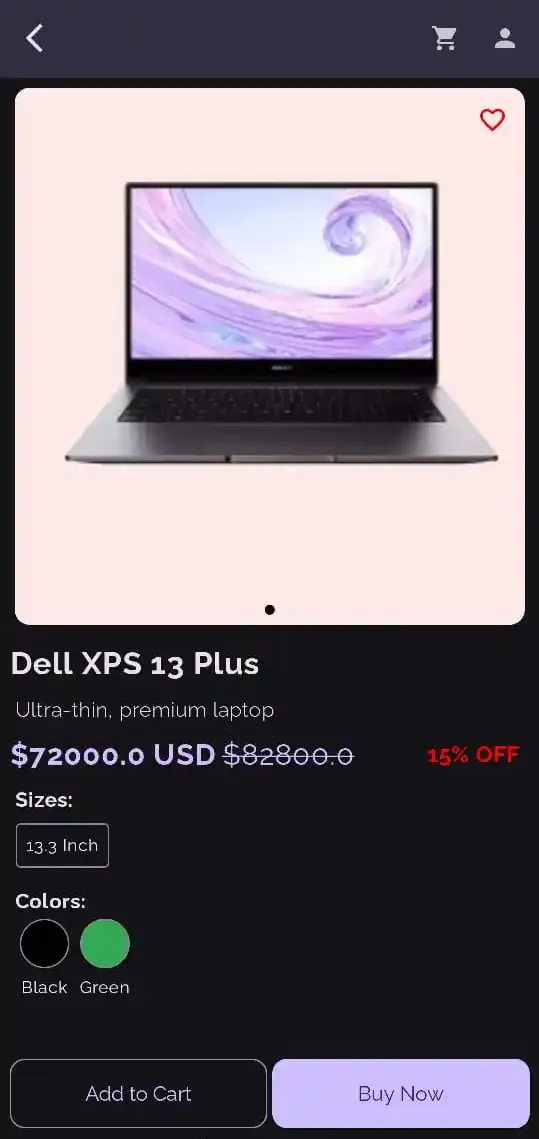 Dell XPS 13 Plus
Ultra-thin, premium laptop
$72000.0 USD $82800.0 15% OFF
Sizes:
13.3 Inch
Colors:
Black Green
Add to Cart Buy Now